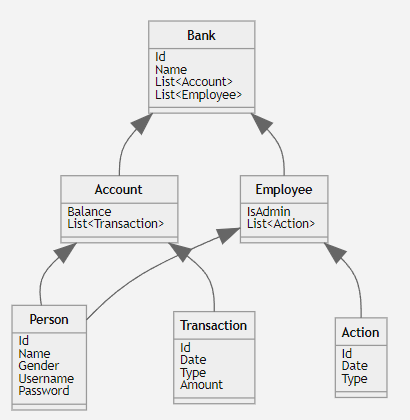 Bank
Id
Name
List<Account>
List<Employee>
Account
Balance
List<Transaction>
Employee
IsAdmin
List<Action>
Person
Id
Name
Gender
Username
Password
Transaction
Id
Date
Type
Amount
Action
Id
Date
Type